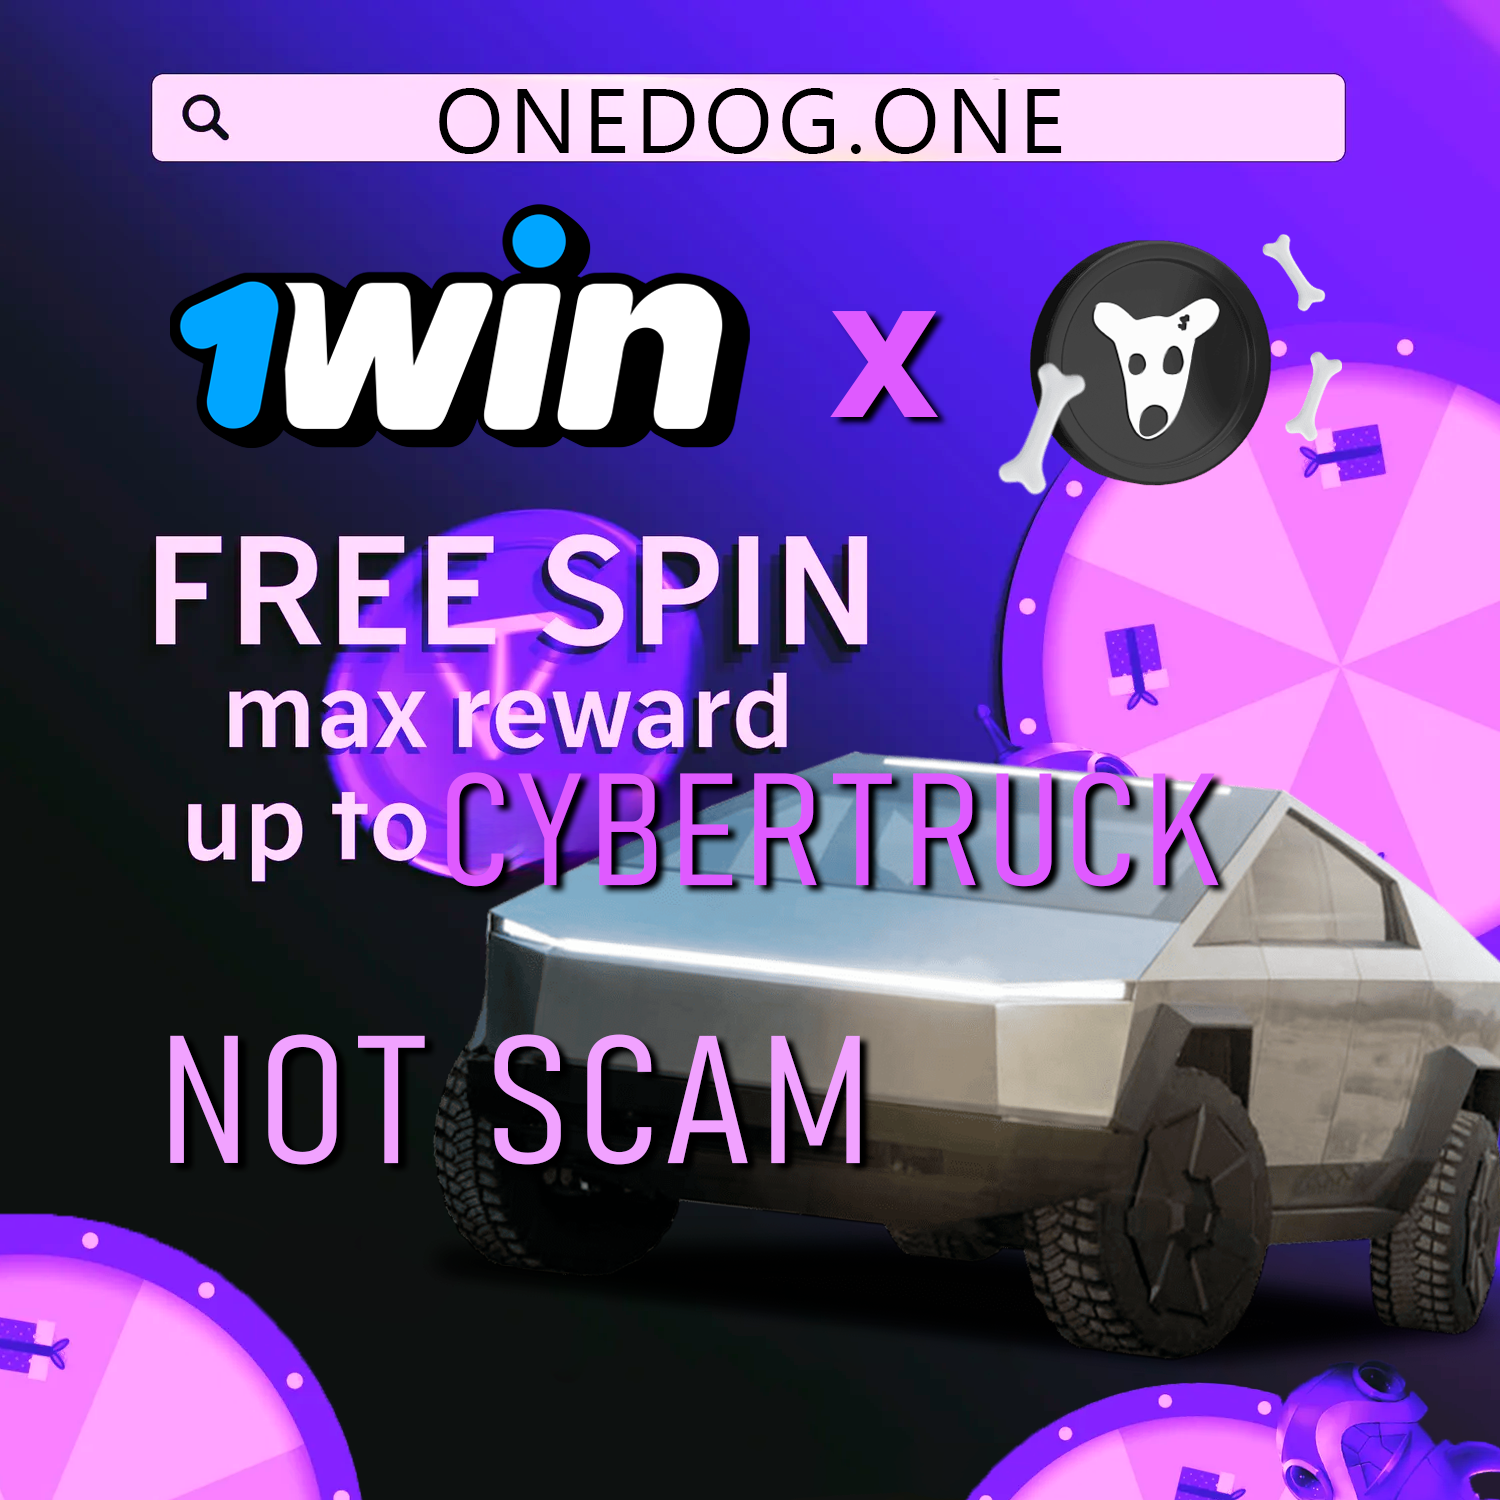 ONEDOG.ONE
1win x
FREE SPIN
max reward
up to CYBERTRUCK
NOT SCAM